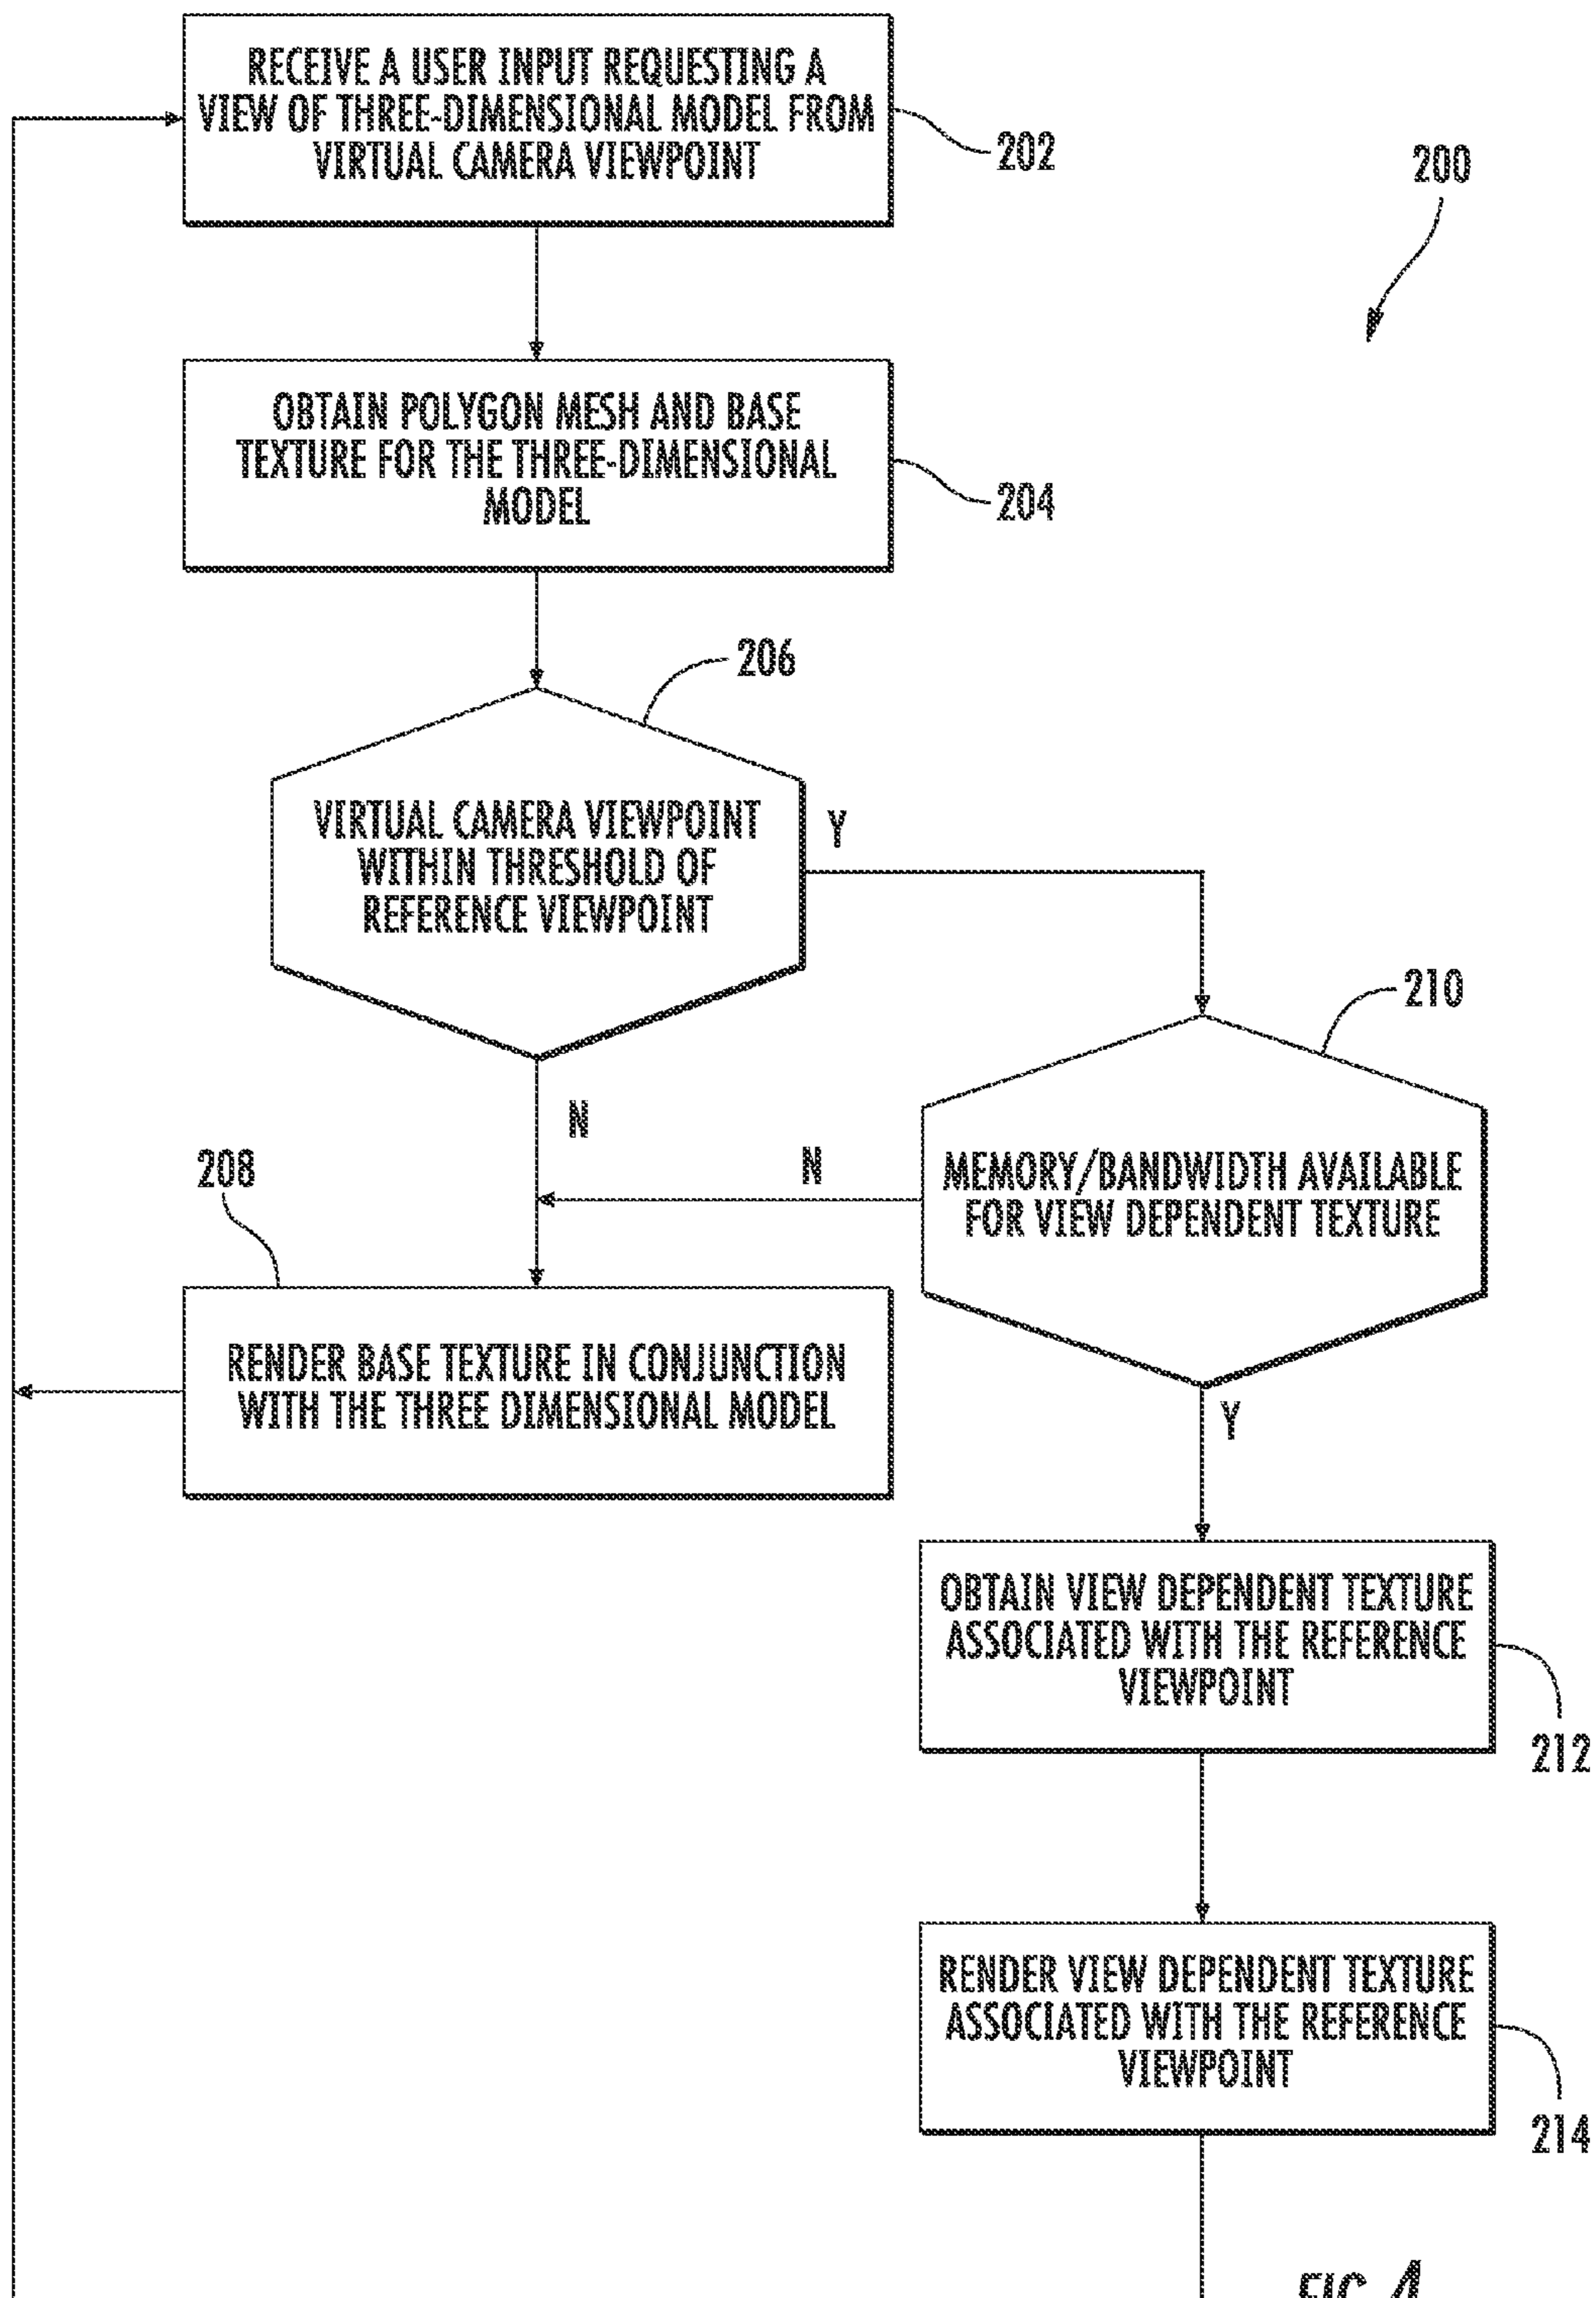 RECEIVE A USER INPUT REQUESTING A
VIEW OF THREE-DIMENSIONAL MODEL FROM
VIRTUAL CAMERA VIEWPOINT
202
200
OBTAIN POLYGON MESH AND BASE
TEXTURE FOR THE THREE-DIMENSIONAL
MODEL
204
206
VIRTUAL CAMERA VIEWPOINT
WITHIN THRESHOLD OF
REFERENCE VIEWPOINT
Y
N
210
MEMORY/BANDWIDTH AVAILABLE
FOR VIEW DEPENDENT TEXTURE
N
Y
208
RENDER BASE TEXTURE IN CONJUNCTION
WITH THE THREE DIMENSIONAL MODEL
OBTAIN VIEW DEPENDENT TEXTURE
ASSOCIATED WITH THE REFERENCE
VIEWPOINT
212
RENDER VIEW DEPENDENT TEXTURE
ASSOCIATED WITH THE REFERENCE
VIEWPOINT
214
FIG. 4